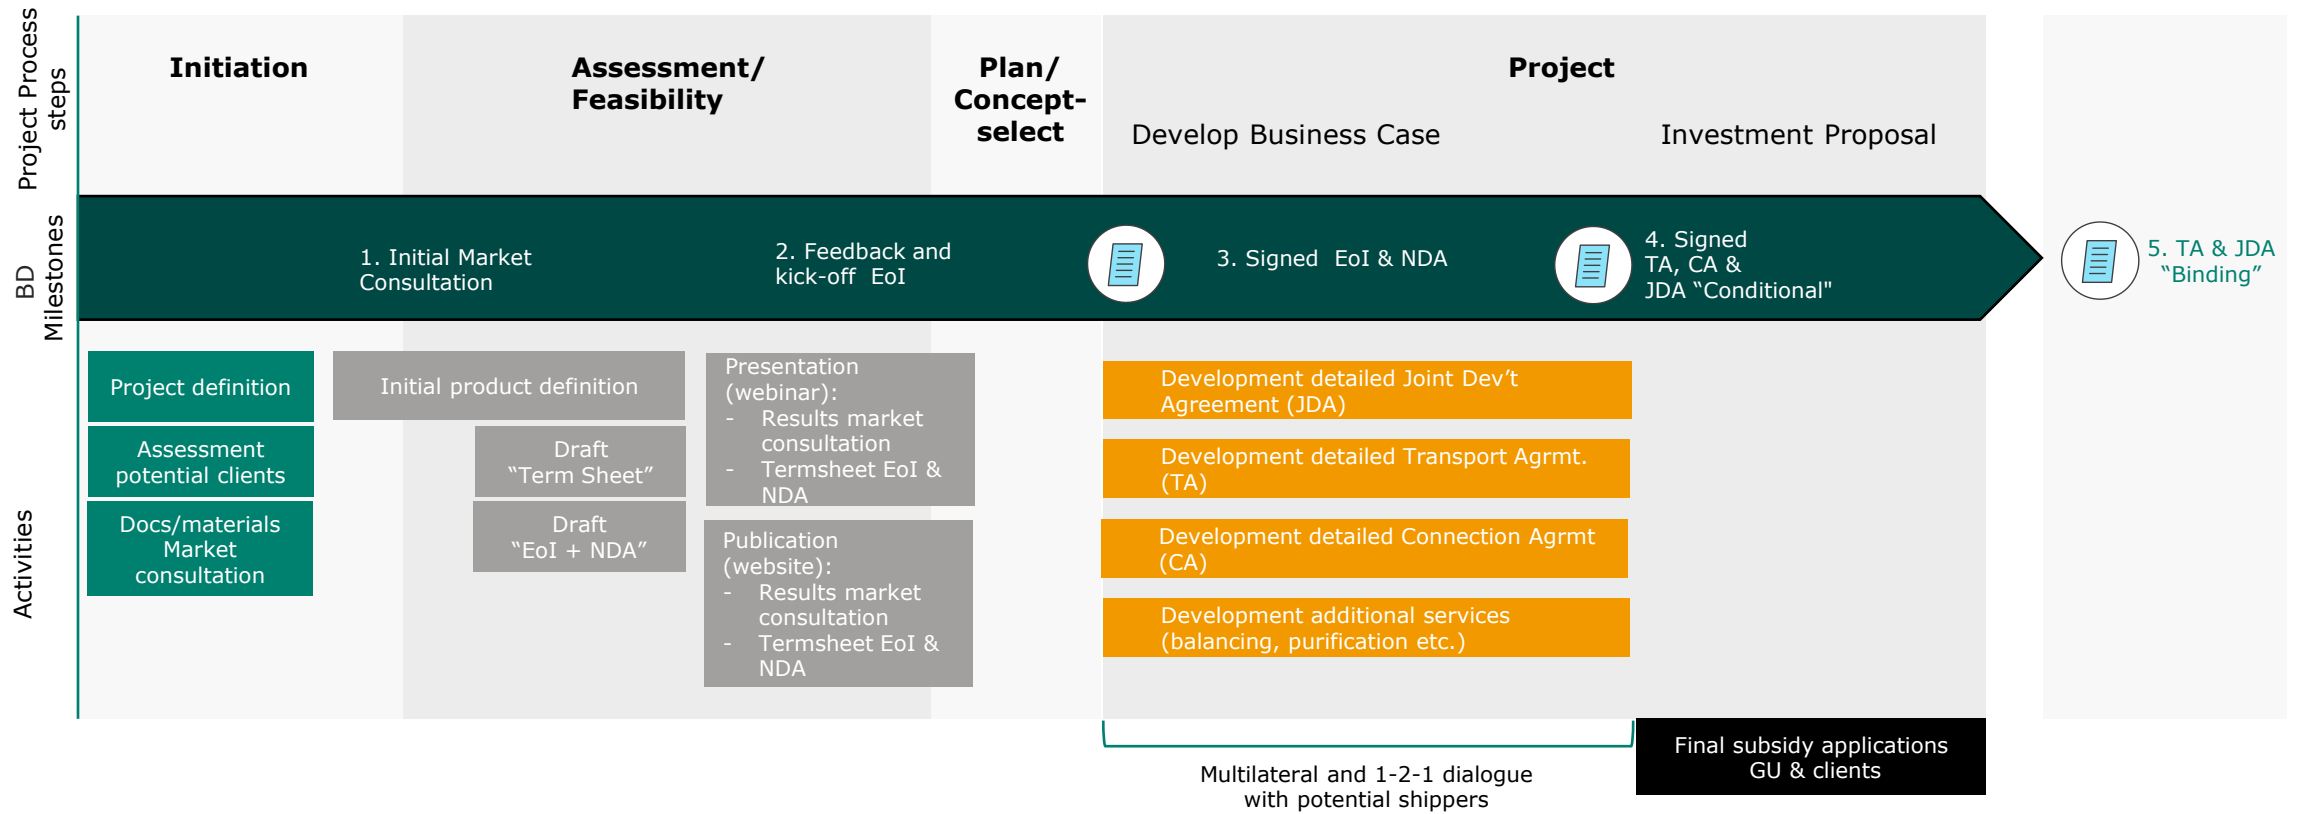 Project Process
steps
Initiation
Assessment/
Feasibility
Plan/
Concept-
select
Project
Develop Business Case
Investment Proposal
BD
Milestones
1. Initial Market
Consultation
2. Feedback and
kick-off EoI
3. Signed EoI & NDA
4. Signed
TA, CA &
JDA “Conditional"
5. TA & JDA
“Binding”
Activities
Project definition
Assessment
potential clients
Docs/materials
Market
consultation
Initial product definition
Draft
“Term Sheet”
Draft
“EoI + NDA”
Presentation
(webinar):
- Results market
consultation
- Termsheet EoI &
NDA
Publication
(website):
- Results market
consultation
- Termsheet EoI &
NDA
Development detailed Joint Dev’t
Agreement (JDA)
Development detailed Transport Agrmt.
(TA)
Development detailed Connection Agrmt
(CA)
Development additional services
(balancing, purification etc.)
Multilateral and 1-2-1 dialogue
with potential shippers
Final subsidy applications
GU & clients